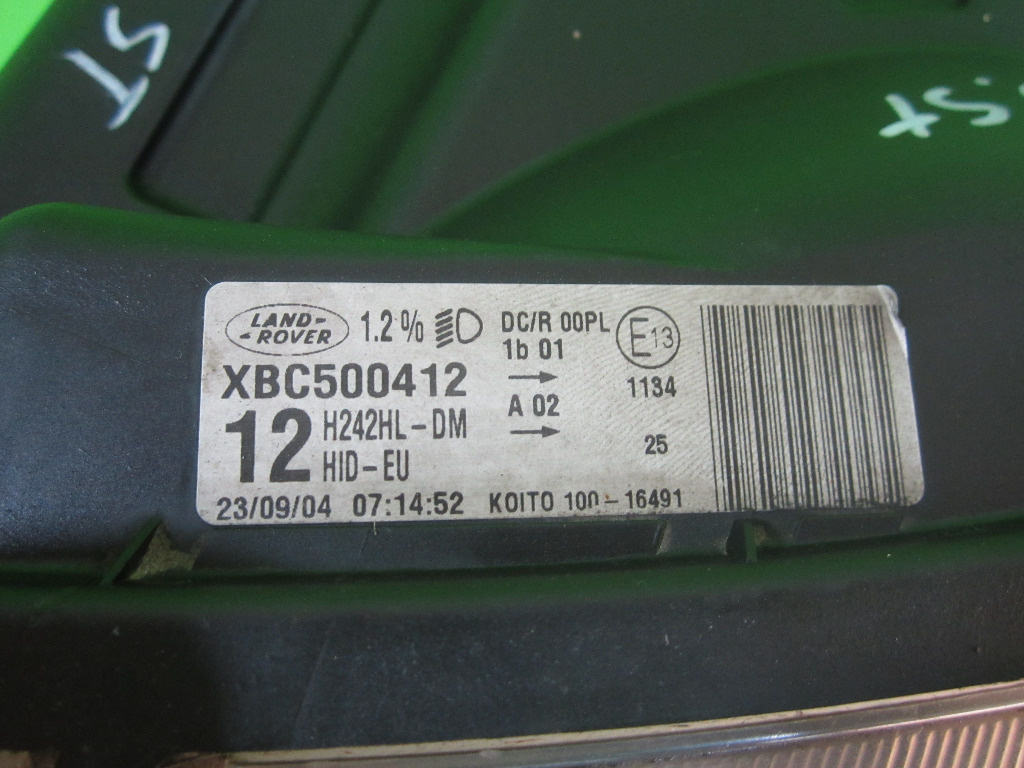 ST
.SX
LAND-
-ROVER
1.2%
DC/R 00PL
1b 01
E13
XBC500412
1134
A 02
12
H242HL-DM
HID-EU
25
23/09/04 07:14:52 KOITO 100-16491